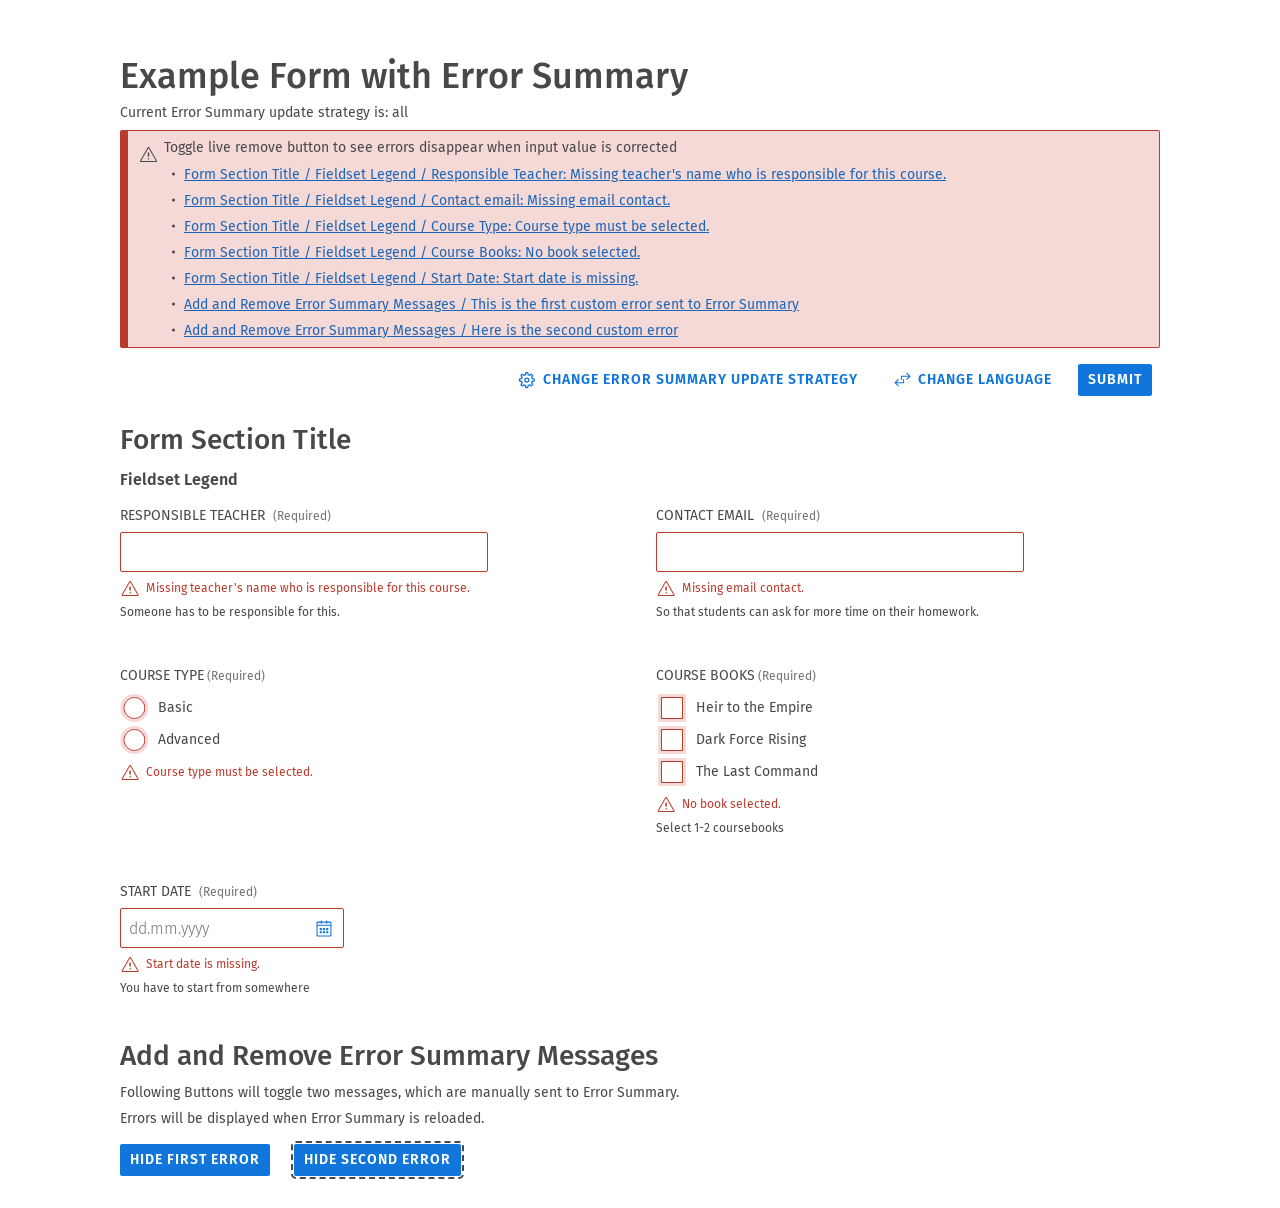 Example Form with Error Summary
Current Error Summary update strategy is: all
Toggle live remove button to see errors disappear when input value is corrected
• Form Section Title / Fieldset Legend / Responsible Teacher: Missing teacher's name who is responsible for this course.
• Form Section Title / Fieldset Legend / Contact email: Missing email contact.
• Form Section Title / Fieldset Legend / Course Type: Course type must be selected.
• Form Section Title / Fieldset Legend / Course Books: No book selected.
• Form Section Title / Fieldset Legend / Start Date: Start date is missing.
• Add and Remove Error Summary Messages / This is the first custom error sent to Error Summary
• Add and Remove Error Summary Messages / Here is the second custom error
CHANGE ERROR SUMMARY UPDATE STRATEGY CHANGE LANGUAGE SUBMIT
Form Section Title
Fieldset Legend
RESPONSIBLE TEACHER (Required)
Missing teacher's name who is responsible for this course.
Someone has to be responsible for this.
CONTACT EMAIL (Required)
Missing email contact.
So that students can ask for more time on their homework.
COURSE TYPE (Required)
Basic
Advanced
Course type must be selected.
COURSE BOOKS (Required)
Heir to the Empire
Dark Force Rising
The Last Command
No book selected.
Select 1-2 coursebooks
START DATE (Required)
dd.mm.yyyy
Start date is missing.
You have to start from somewhere
Add and Remove Error Summary Messages
Following Buttons will toggle two messages, which are manually sent to Error Summary.
Errors will be displayed when Error Summary is reloaded.
HIDE FIRST ERROR HIDE SECOND ERROR